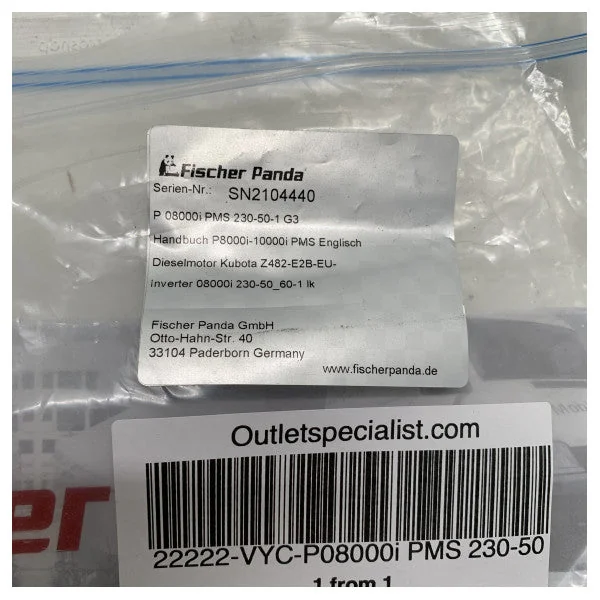 Fischer Panda
Serien-Nr.: SN2104440
P 08000i PMS 230-50-1 G3
Handbuch P8000i-10000i PMS Englisch
Dieselmotor Kubota Z482-E2B-EU-
Inverter 08000i 230-50_60-1 lk
Fischer Panda GmbH
Otto-Hahn-Str. 40
33104 Paderborn Germany
www.fischerpanda.de
Outletspecialist.com
er
22222-VYC-P08000i PMS 230-50
1 from 1